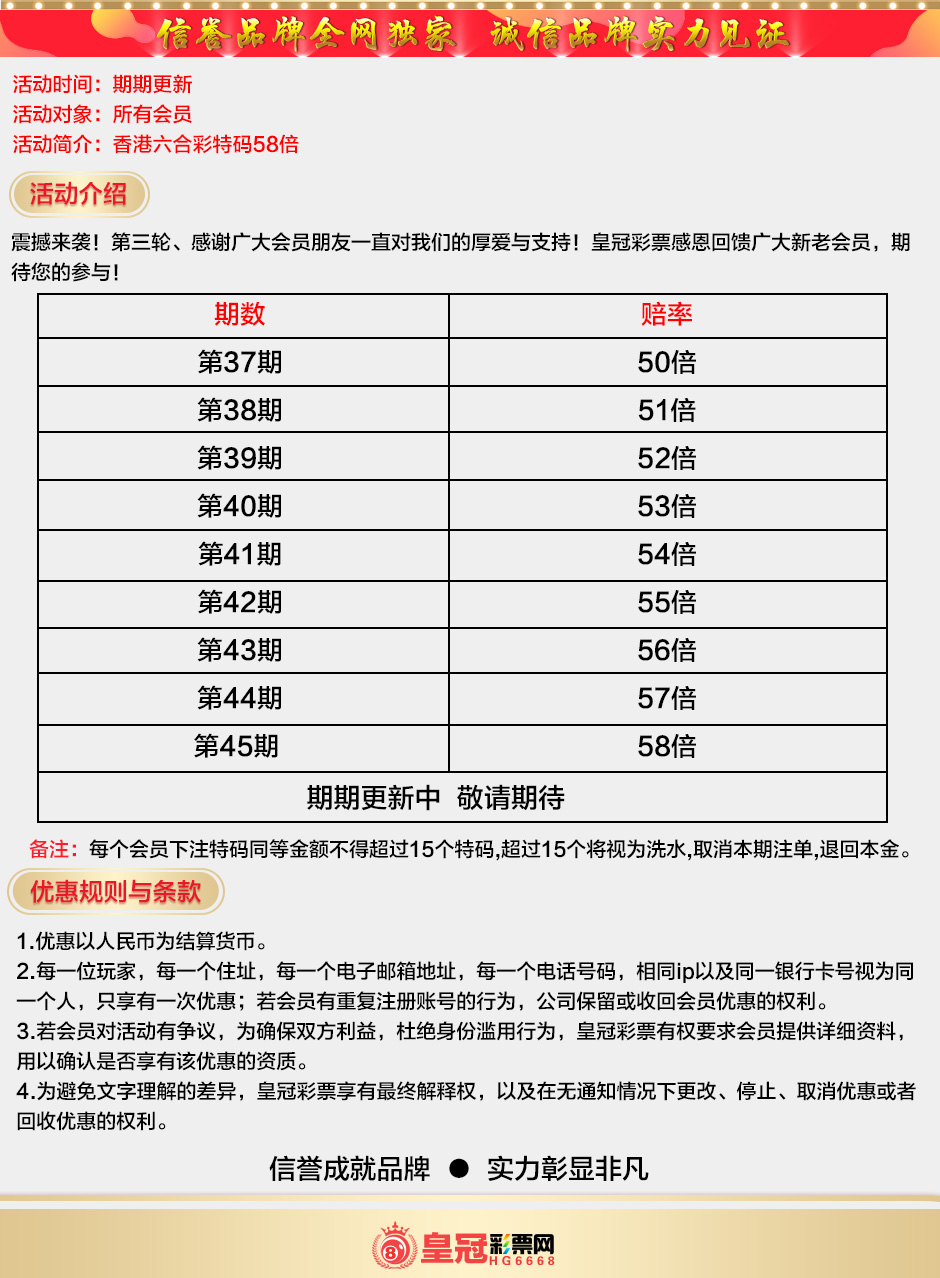 信誉品牌全网独家 诚信品牌实力见证
活动时间：期期更新
活动对象：所有会员
活动简介：香港六合彩特码58倍
活动介绍
震撼来袭！第三轮、感谢广大会员朋友一直对我们的厚爱与支持！皇冠彩票感恩回馈广大新老会员，期
待您的参与！
期数 赔率
第37期 50倍
第38期 51倍
第39期 52倍
第40期 53倍
第41期 54倍
第42期 55倍
第43期 56倍
第44期 57倍
第45期 58倍
期期更新中 敬请期待
备注：每个会员下注特码同等金额不得超过15个特码,超过15个将视为洗水,取消本期注单,退回本金。
优惠规则与条款
1.优惠以人民币为结算货币。
2.每一位玩家，每一个住址，每一个电子邮箱地址，每一个电话号码，相同ip以及同一银行卡号视为同
一个人，只享有一次优惠；若会员有重复注册账号的行为，公司保留或收回会员优惠的权利。
3.若会员对活动有争议，为确保双方利益，杜绝身份滥用行为，皇冠彩票有权要求会员提供详细资料，
用以确认是否享有该优惠的资质。
4.为避免文字理解的差异，皇冠彩票享有最终解释权，以及在无通知情况下更改、停止、取消优惠或者
回收优惠的权利。
信誉成就品牌 ● 实力彰显非凡
8 皇冠彩票网
HG6668